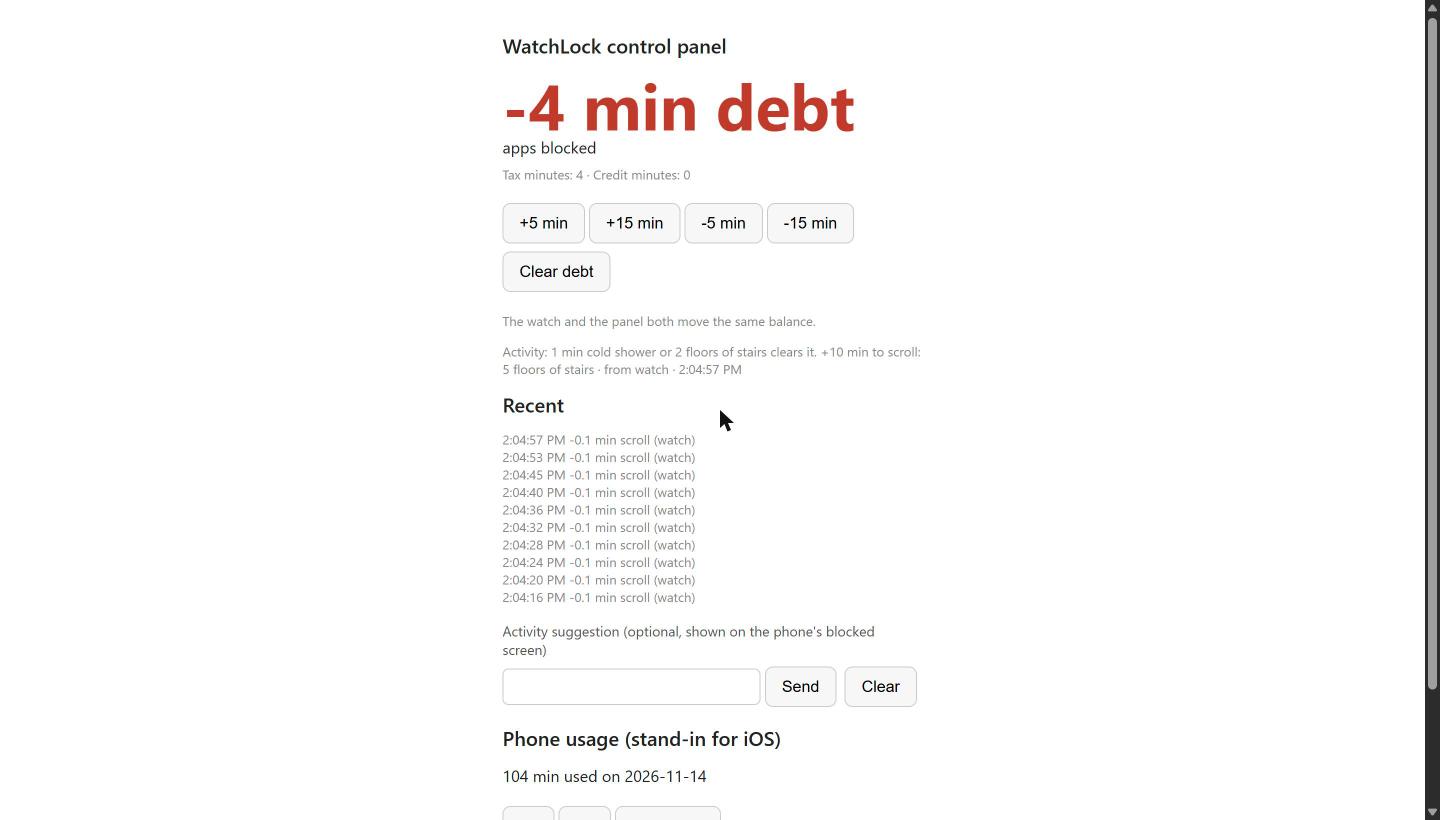 WatchLock control panel
-4 min debt
apps blocked
Tax minutes: 4 · Credit minutes: 0
+5 min +15 min -5 min -15 min
Clear debt
The watch and the panel both move the same balance.
Activity: 1 min cold shower or 2 floors of stairs clears it. +10 min to scroll:
5 floors of stairs · from watch · 2:04:57 PM
Recent
2:04:57 PM -0.1 min scroll (watch)
2:04:53 PM -0.1 min scroll (watch)
2:04:45 PM -0.1 min scroll (watch)
2:04:40 PM -0.1 min scroll (watch)
2:04:36 PM -0.1 min scroll (watch)
2:04:32 PM -0.1 min scroll (watch)
2:04:28 PM -0.1 min scroll (watch)
2:04:24 PM -0.1 min scroll (watch)
2:04:20 PM -0.1 min scroll (watch)
2:04:16 PM -0.1 min scroll (watch)
Activity suggestion (optional, shown on the phone's blocked
screen)
Send Clear
Phone usage (stand-in for iOS)
104 min used on 2026-11-14